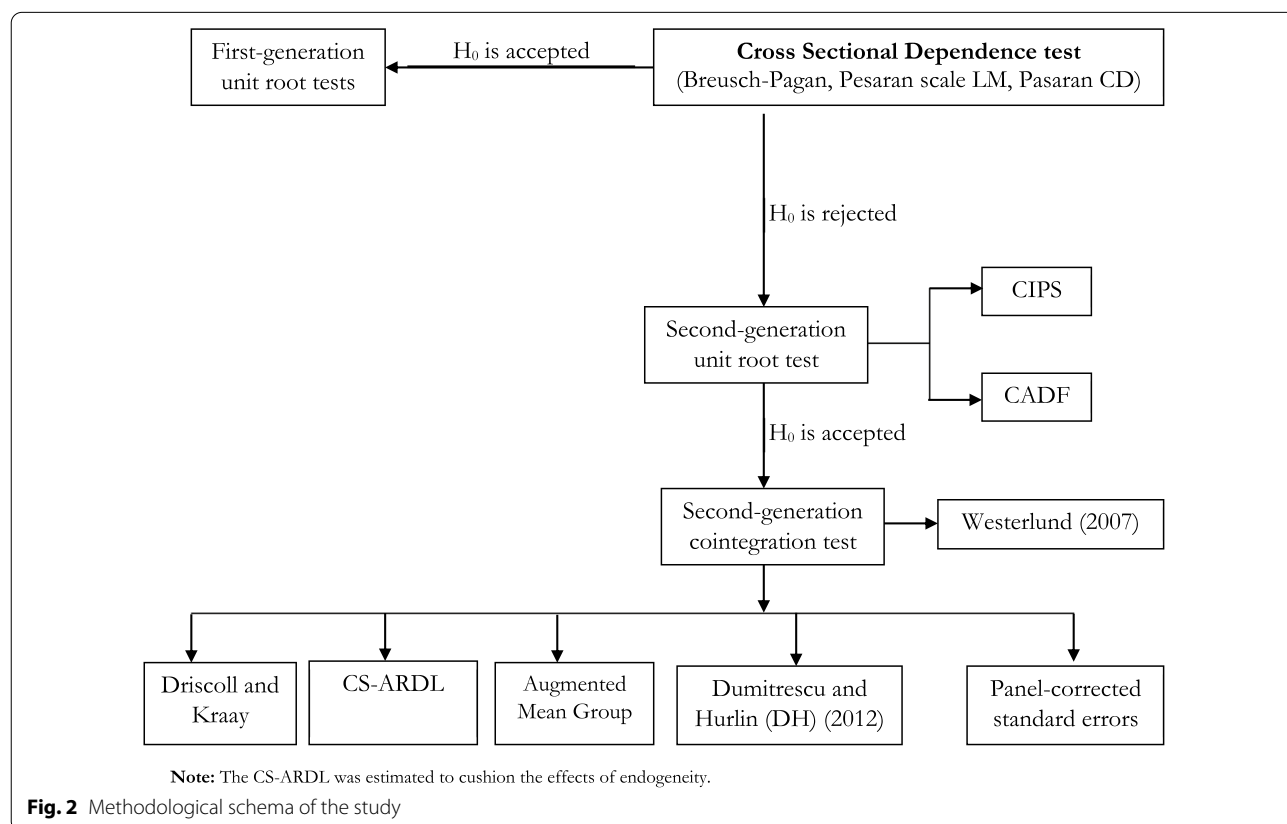 First-generation
unit root tests
H₀ is accepted
Cross Sectional Dependence test
(Breusch-Pagan, Pesaran scale LM, Pasaran CD)
H₀ is rejected
Second-generation
unit root test
CIPS
CADF
H₀ is accepted
Second-generation
cointegration test
Westerlund (2007)
Driscoll and
Kraay
CS-ARDL
Augmented
Mean Group
Dumitrescu and
Hurlin (DH) (2012)
Panel-corrected
standard errors
Note: The CS-ARDL was estimated to cushion the effects of endogeneity.
Fig. 2 Methodological schema of the study